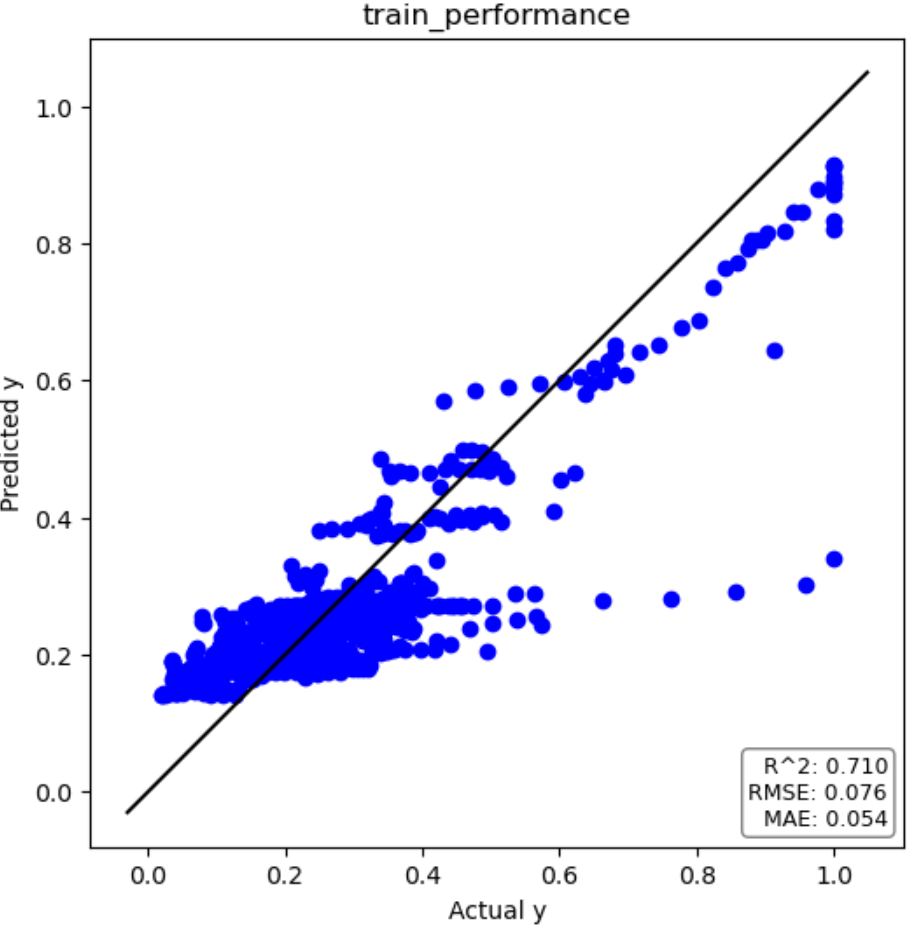 train_performance
Predicted y
1.0
0.8
0.6
0.4
0.2
0.0
R^2: 0.710
RMSE: 0.076
MAE: 0.054
0.0 0.2 0.4 0.6 0.8 1.0
Actual y